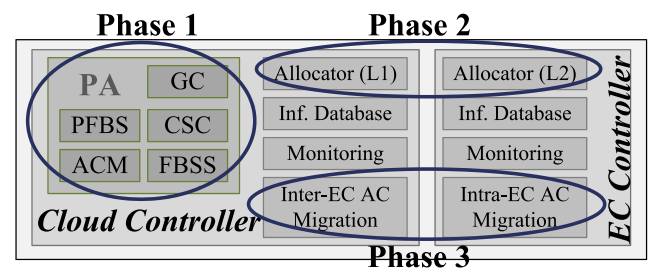 Phase 1
Phase 2
PA
GC
PFBS
CSC
ACM
FBSS
Cloud Controller
Allocator (L1)
Inf. Database
Monitoring
Inter-EC AC
Migration
Allocator (L2)
Inf. Database
Monitoring
Intra-EC AC
Migration
EC Controller
Phase 3